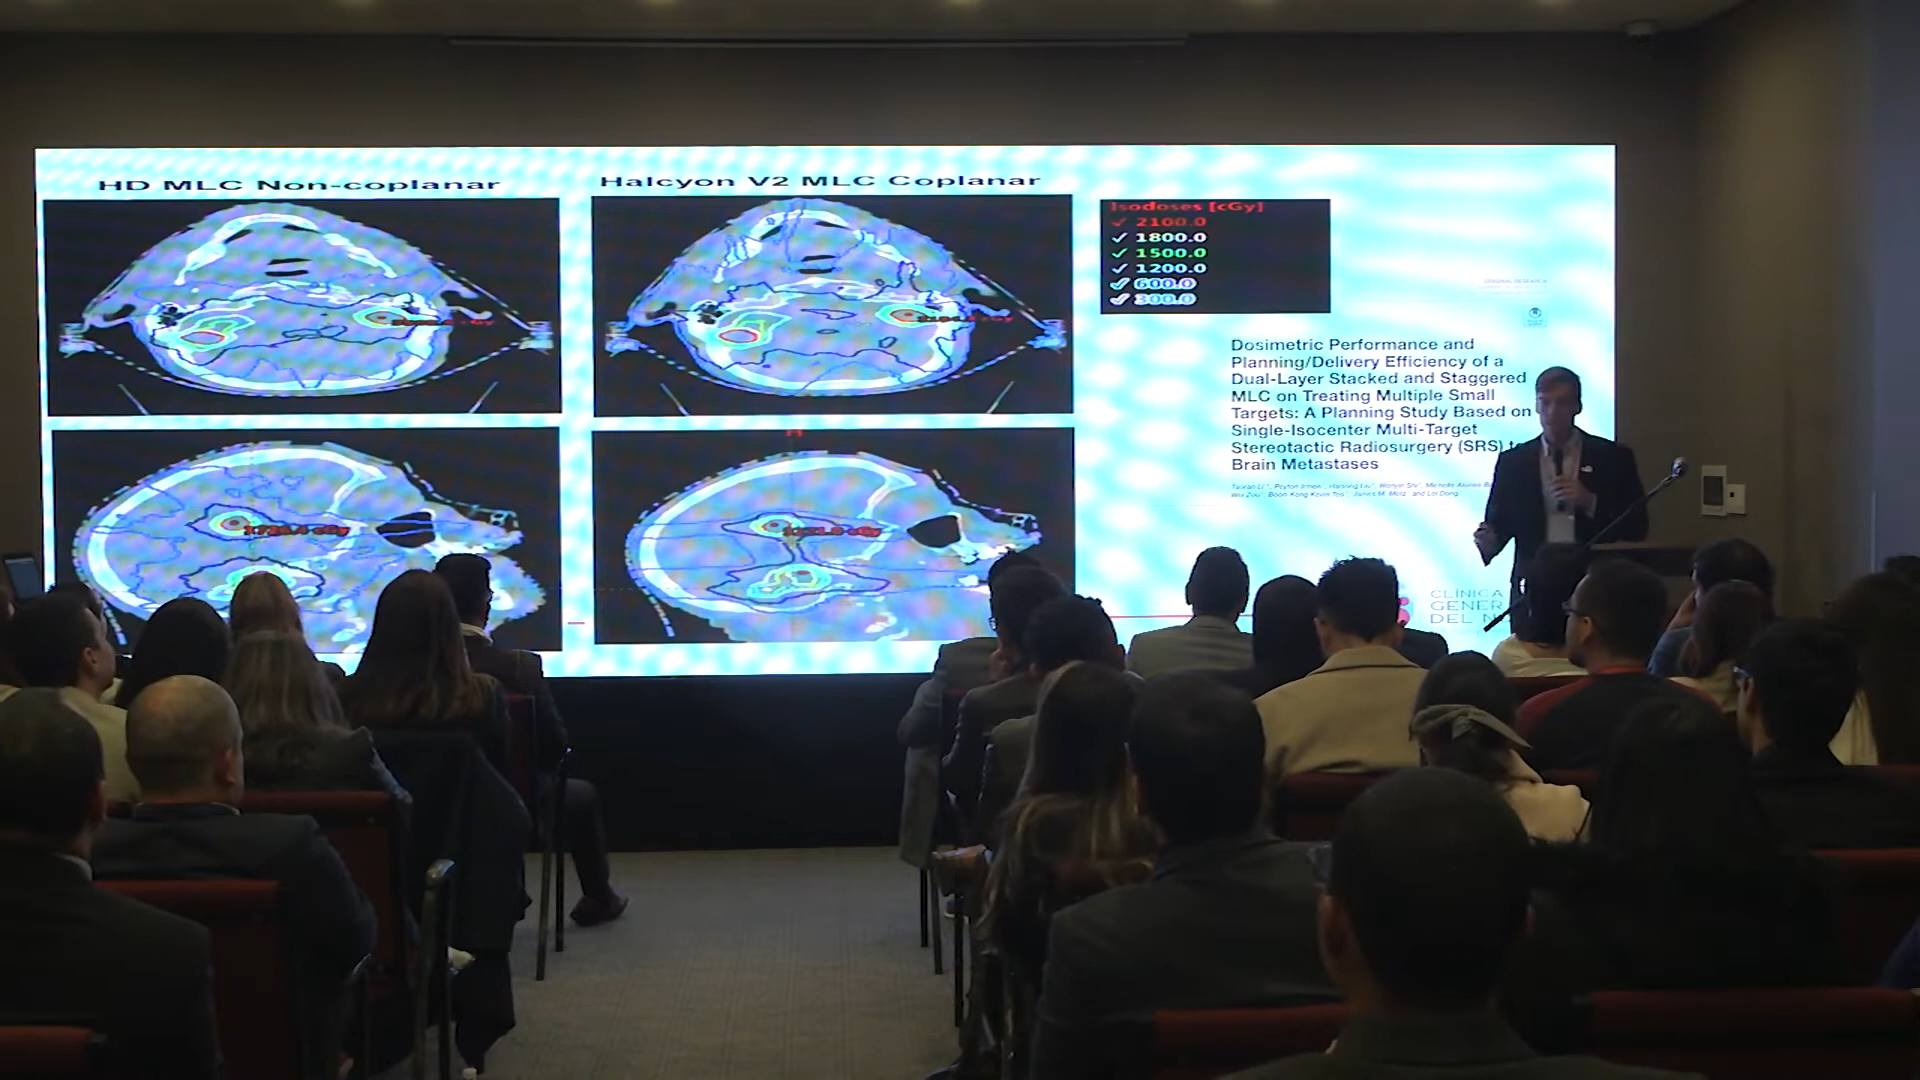 HD MLC Non-coplanar
Halcyon V2 MLC Coplanar
Isodoses [cGy]
2100.0
1800.0
1500.0
1200.0
600.0
300.0
Dosimetric Performance and
Planning/Delivery Efficiency of a
Dual-Layer Stacked and Staggered
MLC on Treating Multiple Small
Targets: A Planning Study Based on
Single-Isocenter Multi-Target
Stereotactic Radiosurgery (SRS) to
Brain Metastases
CLÍNICA
GENER
DEL N